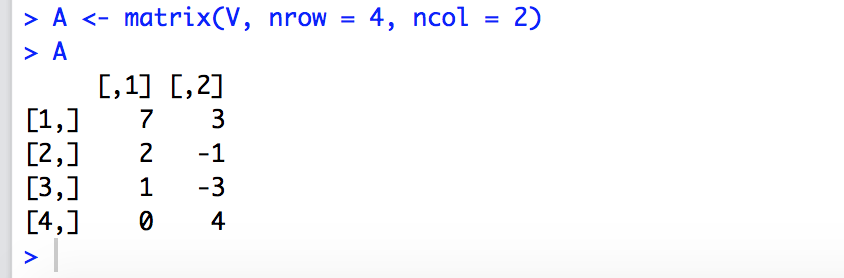 > A <- matrix(V, nrow = 4, ncol = 2)
> A
     [,1] [,2]
[1,]    7    3
[2,]    2   -1
[3,]    1   -3
[4,]    0    4
>